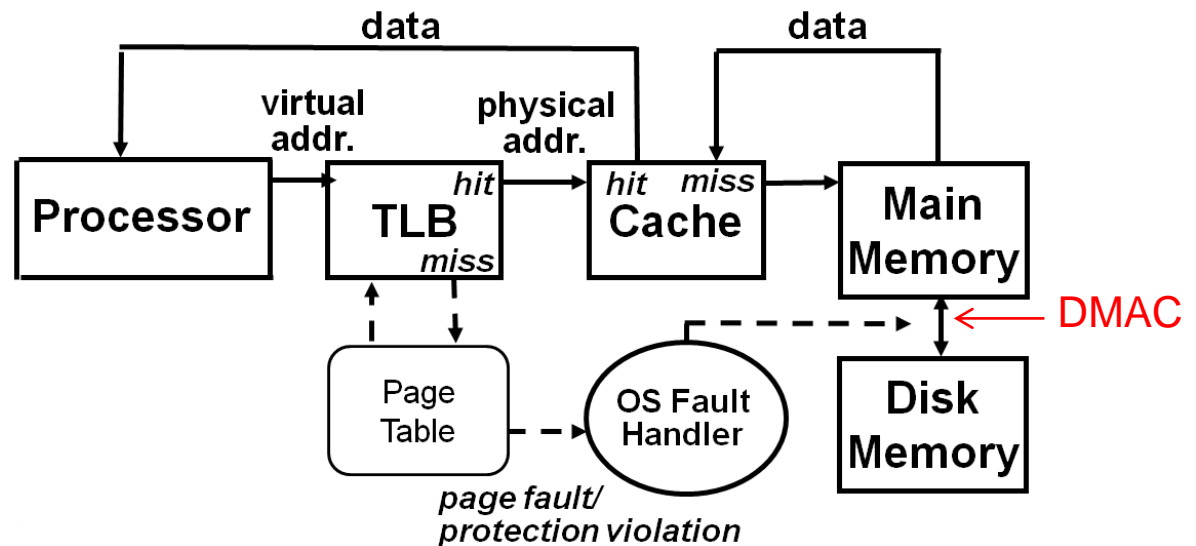 data
data
virtual
addr.
physical
addr.
Processor
hit
TLB
miss
hit miss
Cache
Main
Memory
DMAC
Page
Table
OS Fault
Handler
Disk
Memory
page fault/
protection violation